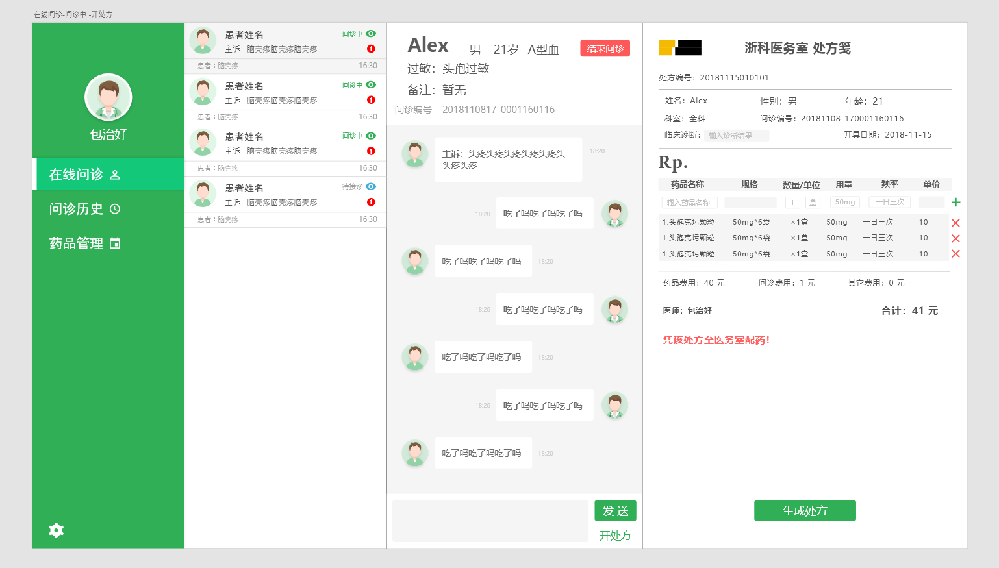 在线问诊-问诊中 -开处方
包治好
在线问诊
问诊历史
药品管理
患者姓名 问诊中
主诉 脑壳疼脑壳疼脑壳疼 1
患者：脑壳疼 16:30
患者姓名 问诊中
主诉 脑壳疼脑壳疼脑壳疼 1
患者：脑壳疼 16:30
患者姓名 问诊中
主诉 脑壳疼脑壳疼脑壳疼 1
患者：脑壳疼 16:30
患者姓名 待接诊
主诉 脑壳疼脑壳疼脑壳疼 1
患者：脑壳疼 16:30
Alex 男 21岁 A型血 结束问诊
过敏：头孢过敏
备注：暂无
问诊编号 2018110817-0001160116
主诉：头疼头疼头疼头疼头疼头
疼头疼 18:20
18:20 吃了吗吃了吗吃了吗
吃了吗吃了吗吃了吗 18:20
18:20 吃了吗吃了吗吃了吗
吃了吗吃了吗吃了吗 18:20
18:20 吃了吗吃了吗吃了吗
吃了吗吃了吗吃了吗 18:20
发 送
开处方
浙科医务室 处方笺
处方编号：20181115010101
姓名：Alex 性别：男 年龄：21
科室：全科 问诊编号：20181108-170001160116
临床诊断：输入诊断结果 开具日期：2018-11-15
Rp.
药品名称 规格 数量/单位 用量 频率 单价
输入药品名称 1 盒 50mg 一日三次
1.头孢克圬颗粒 50mg*6袋 ×1盒 50mg 一日三次 10
1.头孢克圬颗粒 50mg*6袋 ×1盒 50mg 一日三次 10
1.头孢克圬颗粒 50mg*6袋 ×1盒 50mg 一日三次 10
药品费用：40 元 问诊费用：1 元 其它费用：0 元
医师：包治好 合计：41 元
凭该处方至医务室配药！
生成处方